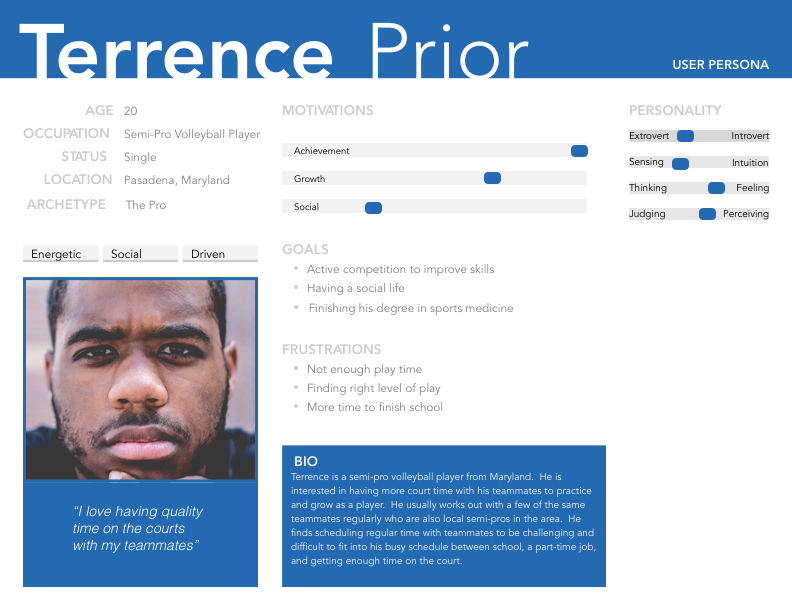 Terrence Prior
USER PERSONA
AGE 20
OCCUPATION Semi-Pro Volleyball Player
STATUS Single
LOCATION Pasadena, Maryland
ARCHETYPE The Pro
Energetic Social Driven
“I love having quality
time on the courts
with my teammates”
MOTIVATIONS
Achievement
Growth
Social
GOALS
• Active competition to improve skills
• Having a social life
• Finishing his degree in sports medicine
FRUSTRATIONS
• Not enough play time
• Finding right level of play
• More time to finish school
BIO
Terrence is a semi-pro volleyball player from Maryland. He is
interested in having more court time with his teammates to practice
and grow as a player. He usually works out with a few of the same
teammates regularly who are also local semi-pros in the area. He
finds scheduling regular time with teammates to be challenging and
difficult to fit into his busy schedule between school, a part-time job,
and getting enough time on the court.
PERSONALITY
Extrovert Introvert
Sensing Intuition
Thinking Feeling
Judging Perceiving